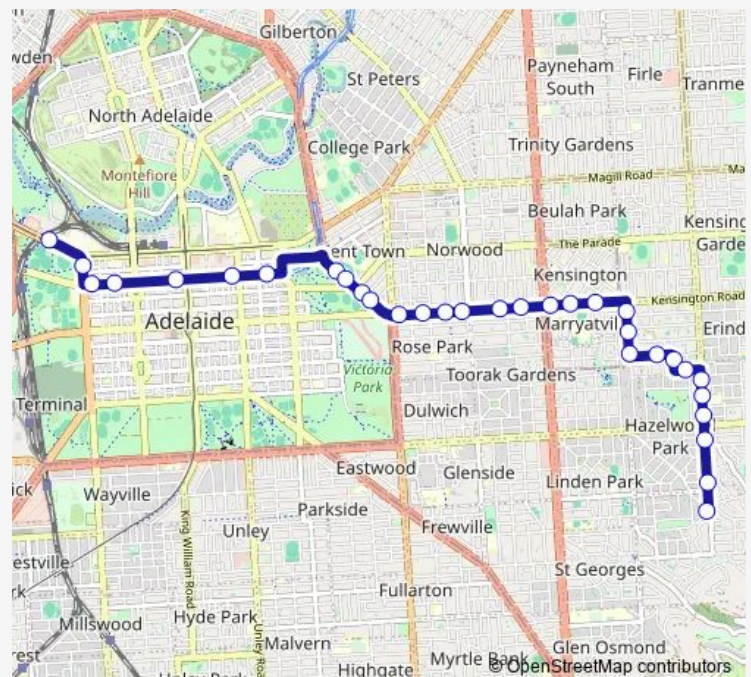 Gilberton
wden
St Peters
Payneham
South
Firle
Tranme
North Adelaide
College Park
Trinity Gardens
Montefiore
Hill
Magill Road
Ma
Beulah Park
Kensing
Garde
ent Town
Norwood
The Parade
Kensington
Kensington Road
Adelaide
Marryatvil
Erind
Rose Park
Victoria
Park
Toorak Gardens
Terminal
Dulwich
Hazelwo
Park
Eastwood
Glenside
Linden Park
ick
Wayville
Parkside
Frewville
King William Road
Unley
estville
St Georges
rk
Fullarton
Millswood
Hyde Park
Unley Roa
Malvern
Glen Osmond
rest
Highgate
Myrtle Bank
© OpenStreetMap contributors